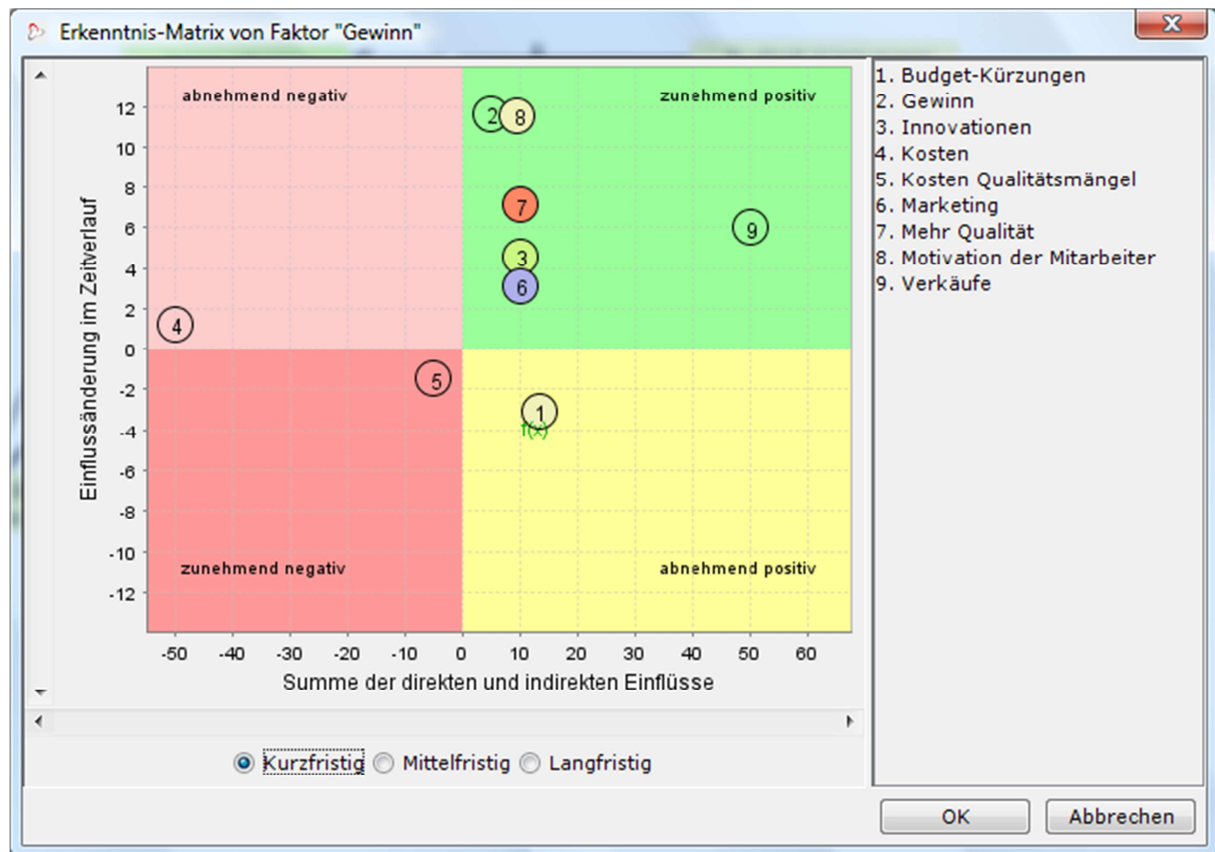 Erkenntnis-Matrix von Faktor "Gewinn"
abnehmend negativ
zunehmend positiv
zunehmend negativ
abnehmend positiv
Einflussänderung im Zeitverlauf
12
10
8
6
4
2
0
-2
-4
-6
-8
-10
-12
2
8
7
9
3
6
4
5
1
f(x)
-50 -40 -30 -20 -10 0 10 20 30 40 50 60
Summe der direkten und indirekten Einflüsse
Kurzfristig Mittelfristig Langfristig
1. Budget-Kürzungen
2. Gewinn
3. Innovationen
4. Kosten
5. Kosten Qualitätsmängel
6. Marketing
7. Mehr Qualität
8. Motivation der Mitarbeiter
9. Verkäufe
OK Abbrechen